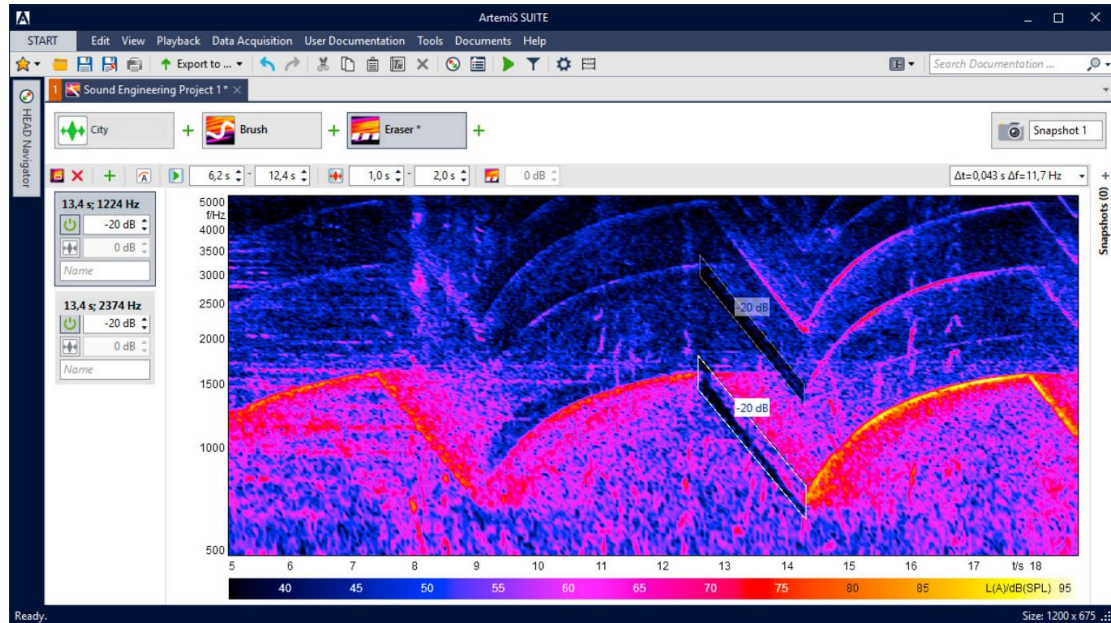 ArtemiS SUITE
START Edit View Playback Data Acquisition User Documentation Tools Documents Help
Export to ... Search Documentation ...
1 Sound Engineering Project 1 *
HEAD Navigator
City + Brush + Eraser * + Snapshot 1
6,2 s - 12,4 s 1,0 s - 2,0 s 0 dB Δt=0,043 s Δf=11,7 Hz
Snapshots (0)
13,4 s; 1224 Hz
-20 dB
0 dB
Name
13,4 s; 2374 Hz
-20 dB
0 dB
Name
5000
f/Hz
4000
3500
3000
2500
2000
1500
1000
500
-20 dB
-20 dB
5 6 7 8 9 10 11 12 13 14 15 16 17 t/s 18
40 45 50 55 60 65 70 75 80 85 L(A)/dB(SPL) 95
Ready. Size: 1200 x 675